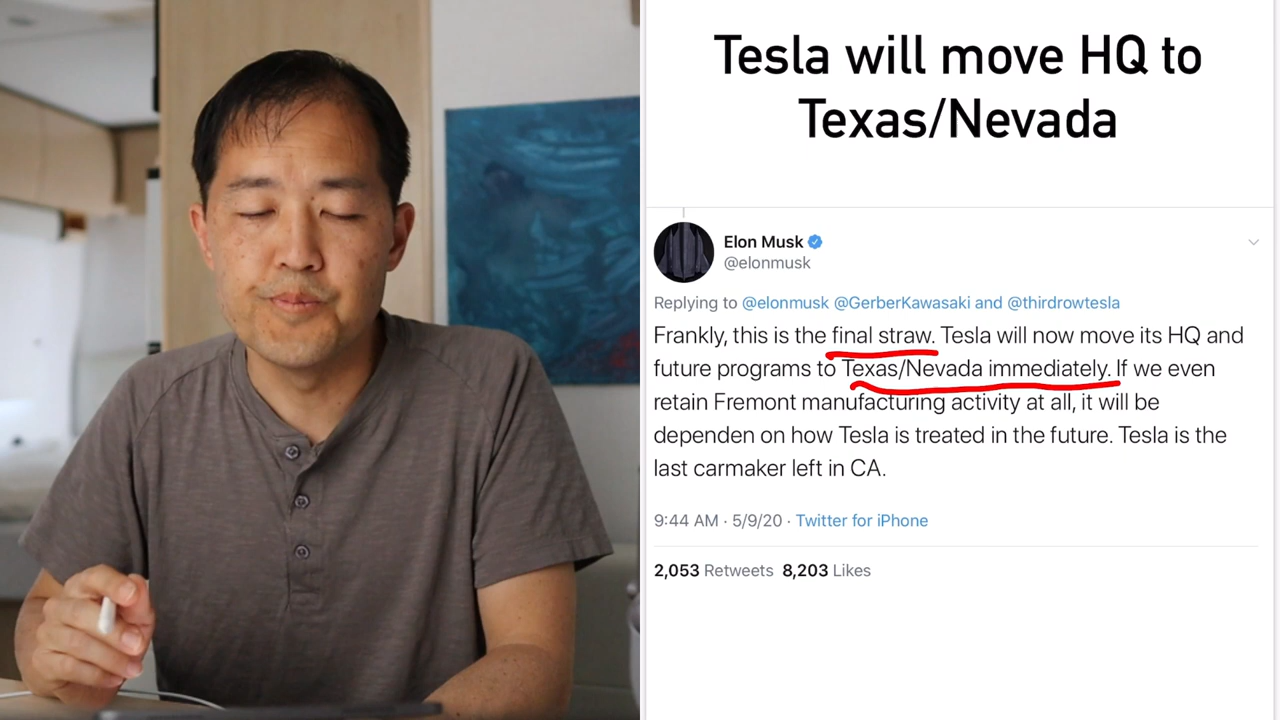 Tesla will move HQ to
Texas/Nevada
Elon Musk
@elonmusk
Replying to @elonmusk @GerberKawasaki and @thirdrowtesla
Frankly, this is the final straw. Tesla will now move its HQ and
future programs to Texas/Nevada immediately. If we even
retain Fremont manufacturing activity at all, it will be
dependen on how Tesla is treated in the future. Tesla is the
last carmaker left in CA.
9:44 AM · 5/9/20 · Twitter for iPhone
2,053 Retweets 8,203 Likes